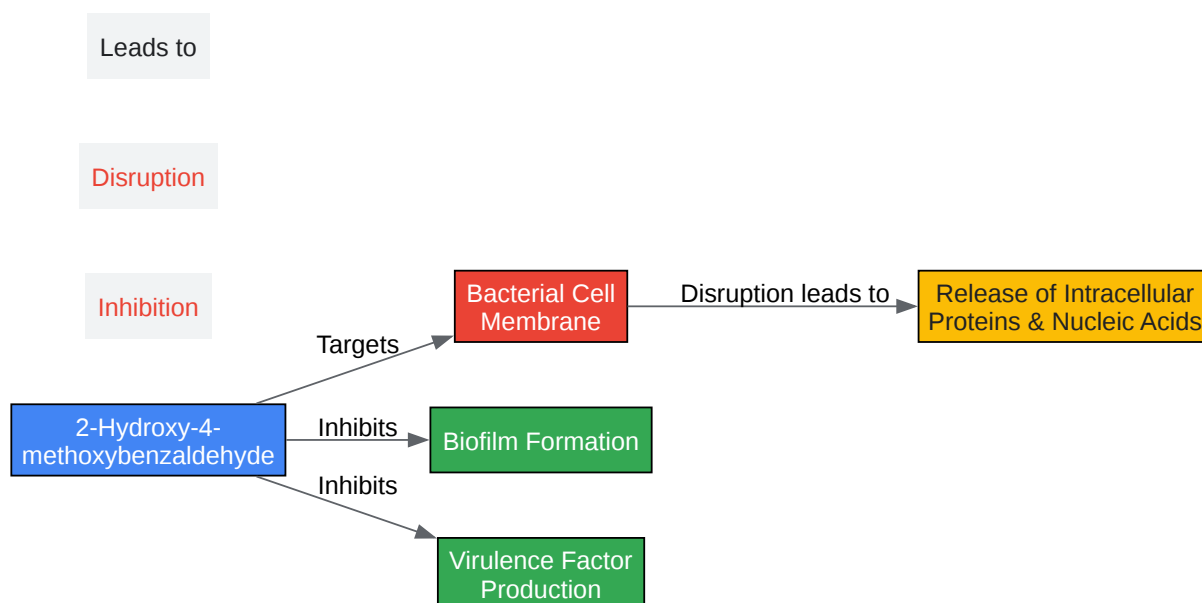 Leads to
Disruption
Inhibition
Bacterial Cell
Membrane
Disruption leads to
Release of Intracellular
Proteins & Nucleic Acids
Targets
2-Hydroxy-4-
methoxybenzaldehyde
Inhibits
Biofilm Formation
Inhibits
Virulence Factor
Production